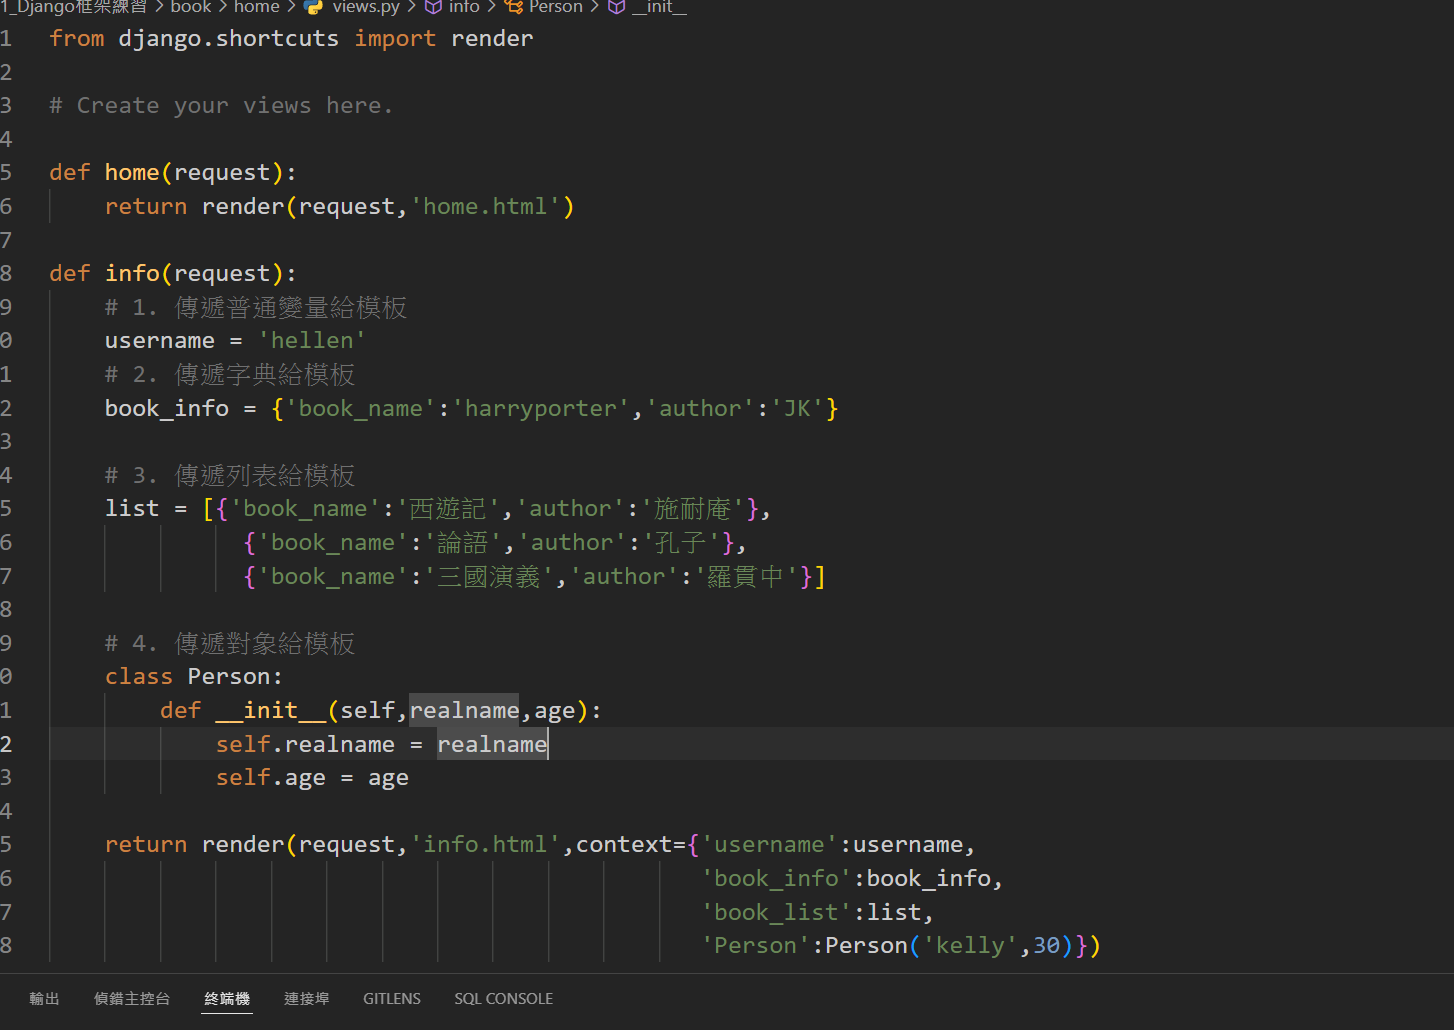 1_Django框架練習 > book > home > views.py > info > Person > __init__
1 from django.shortcuts import render
2
3 # Create your views here.
4
5 def home(request):
6     return render(request,'home.html')
7
8 def info(request):
9     # 1. 傳遞普通變量給模板
0     username = 'hellen'
1     # 2. 傳遞字典給模板
2     book_info = {'book_name':'harryporter','author':'JK'}
3
4     # 3. 傳遞列表給模板
5     list = [{'book_name':'西遊記','author':'施耐庵'},
6               {'book_name':'論語','author':'孔子'},
7               {'book_name':'三國演義','author':'羅貫中'}]
8
9     # 4. 傳遞對象給模板
0     class Person:
1         def __init__(self,realname,age):
2             self.realname = realname
3             self.age = age
4
5     return render(request,'info.html',context={'username':username,
6                                                'book_info':book_info,
7                                                'book_list':list,
8                                                'Person':Person('kelly',30)})
輸出 偵錯主控台 終端機 連接埠 GITLENS SQL CONSOLE